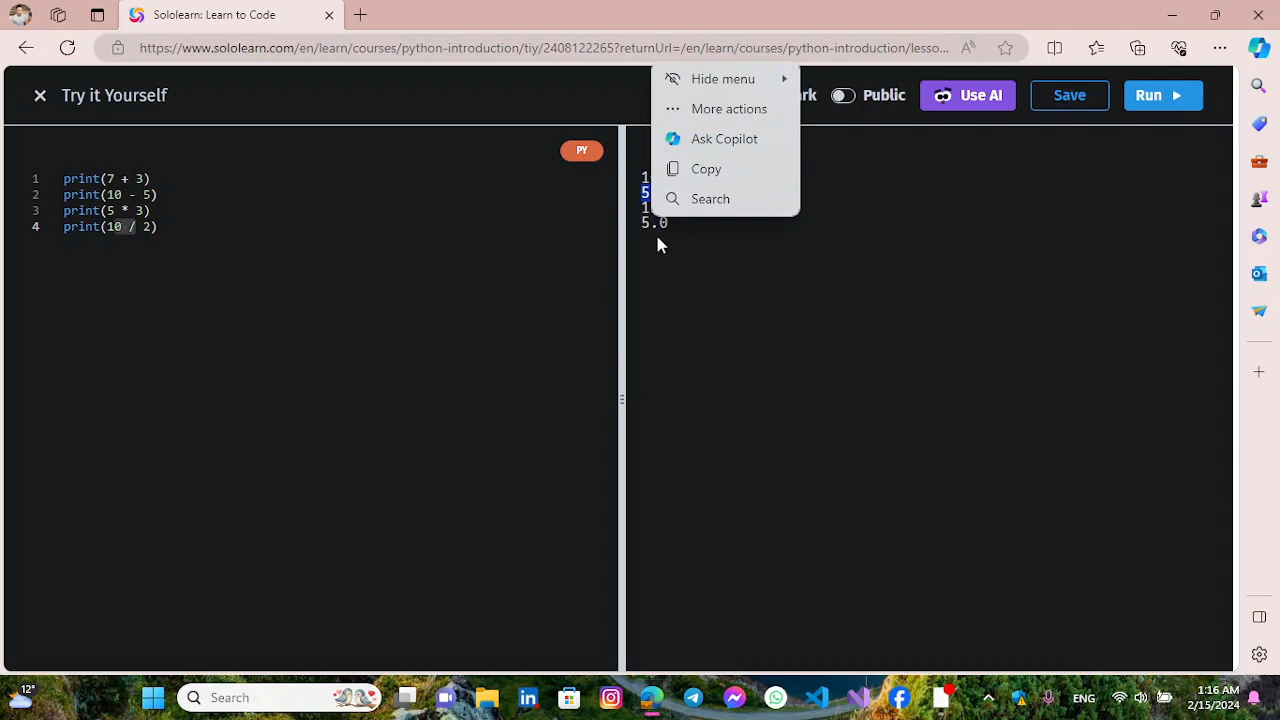 Sololearn: Learn to Code
https://www.sololearn.com/en/learn/courses/python-introduction/tiy/2408122265?returnUrl=/en/learn/courses/python-introduction/lesso...
Try it Yourself
Public
Use AI
Save
Run
Hide menu
More actions
Ask Copilot
Copy
Search
PY
1 print(7 + 3)
2 print(10 - 5)
3 print(5 * 3)
4 print(10 / 2)
5
5.0
12°
Search
ENG
1:16 AM
2/15/2024